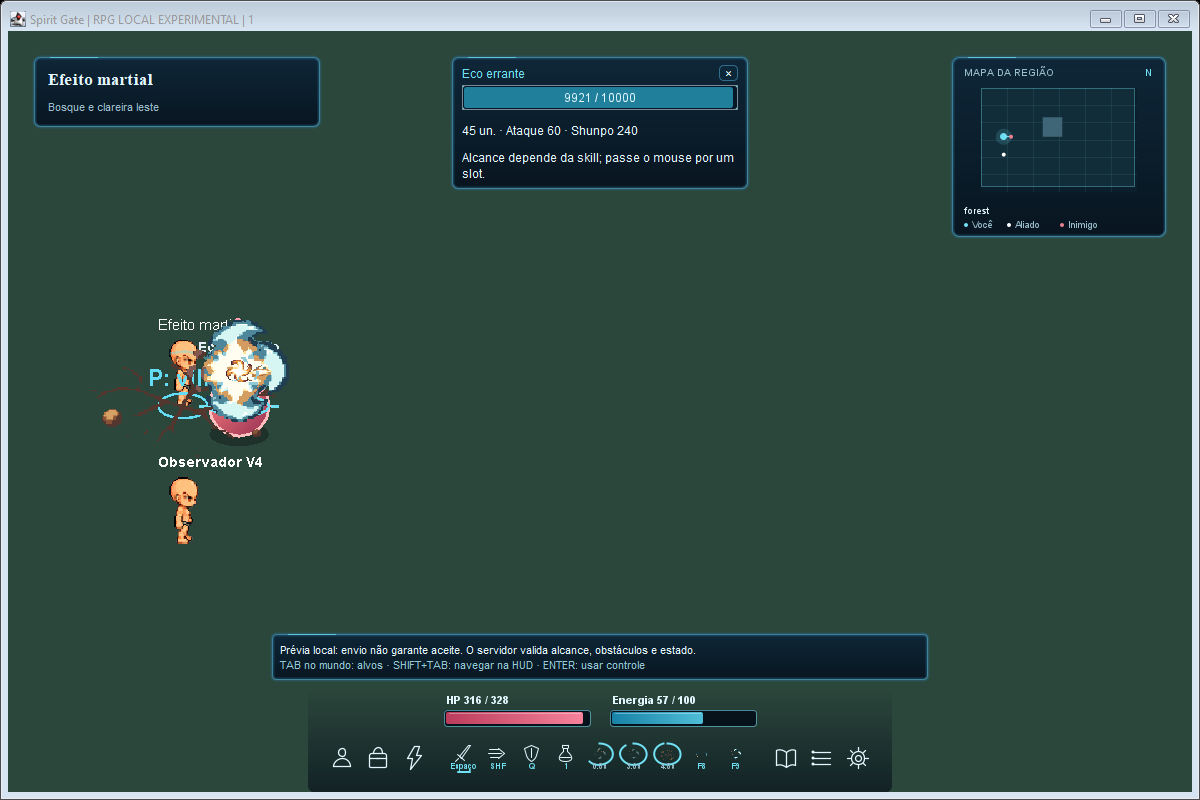 Spirit Gate | RPG LOCAL EXPERIMENTAL | 1
Efeito martial
Bosque e clareira leste
Eco errante
9921 / 10000
45 un. · Ataque 60 · Shunpo 240
Alcance depende da skill; passe o mouse por um
slot.
MAPA DA REGIÃO
N
forest
Você
Aliado
Inimigo
Observador V4
Prévia local: envio não garante aceite. O servidor valida alcance, obstáculos e estado.
TAB no mundo: alvos · SHIFT+TAB: navegar na HUD · ENTER: usar controle
HP 316 / 328
Energia 57 / 100
Espaço
SHF
Q
1
F8
F9